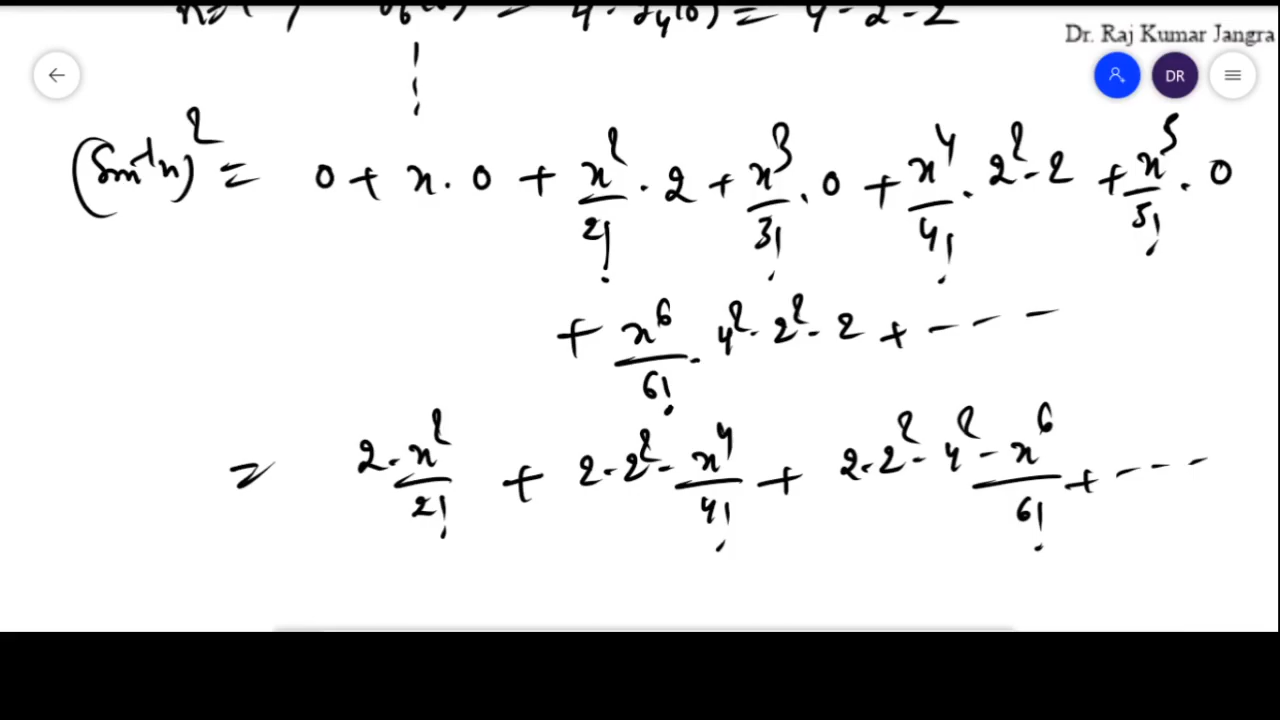 Dr. Raj Kumar Jangra
DR
(Sin⁻¹x)² = 0 + x · 0 + x²/2! · 2 + x³/3! · 0 + x⁴/4! · 2² · 2 + x⁵/5! · 0
+ x⁶/6! · 4² · 2² · 2 + ----
= 2 · x²/2! + 2 · 2² · x⁴/4! + 2 · 2² · 4² · x⁶/6! + ----